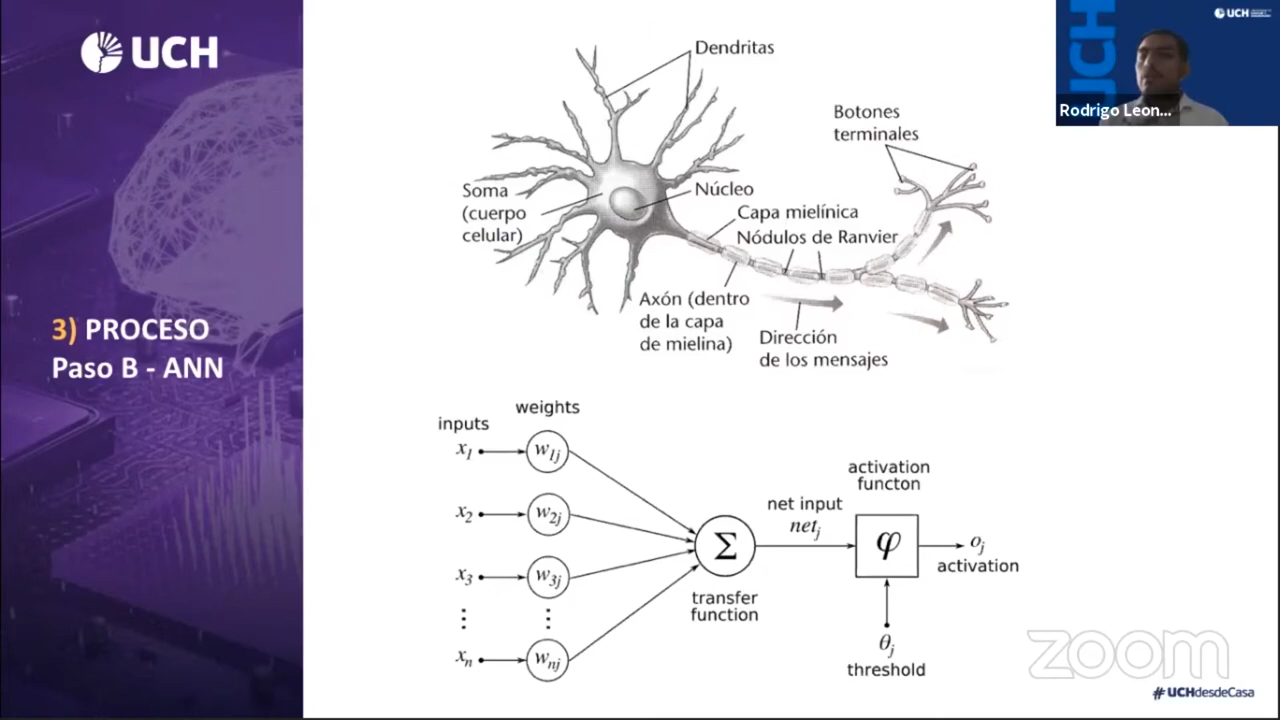 UCH
3) PROCESO
Paso B - ANN
Dendritas
Botones
terminales
Soma
(cuerpo
celular)
Núcleo
Capa mielínica
Nódulos de Ranvier
Axón (dentro
de la capa
de mielina)
Dirección
de los mensajes
inputs
weights
x1
w1j
x2
w2j
x3
w3j
⋮
⋮
xn
wnj
Σ
transfer
function
net input
netj
activation
functon
φ
oj
activation
θj
threshold
UCH
UCH
Rodrigo Leon...
zoom
#UCHdesdeCasa